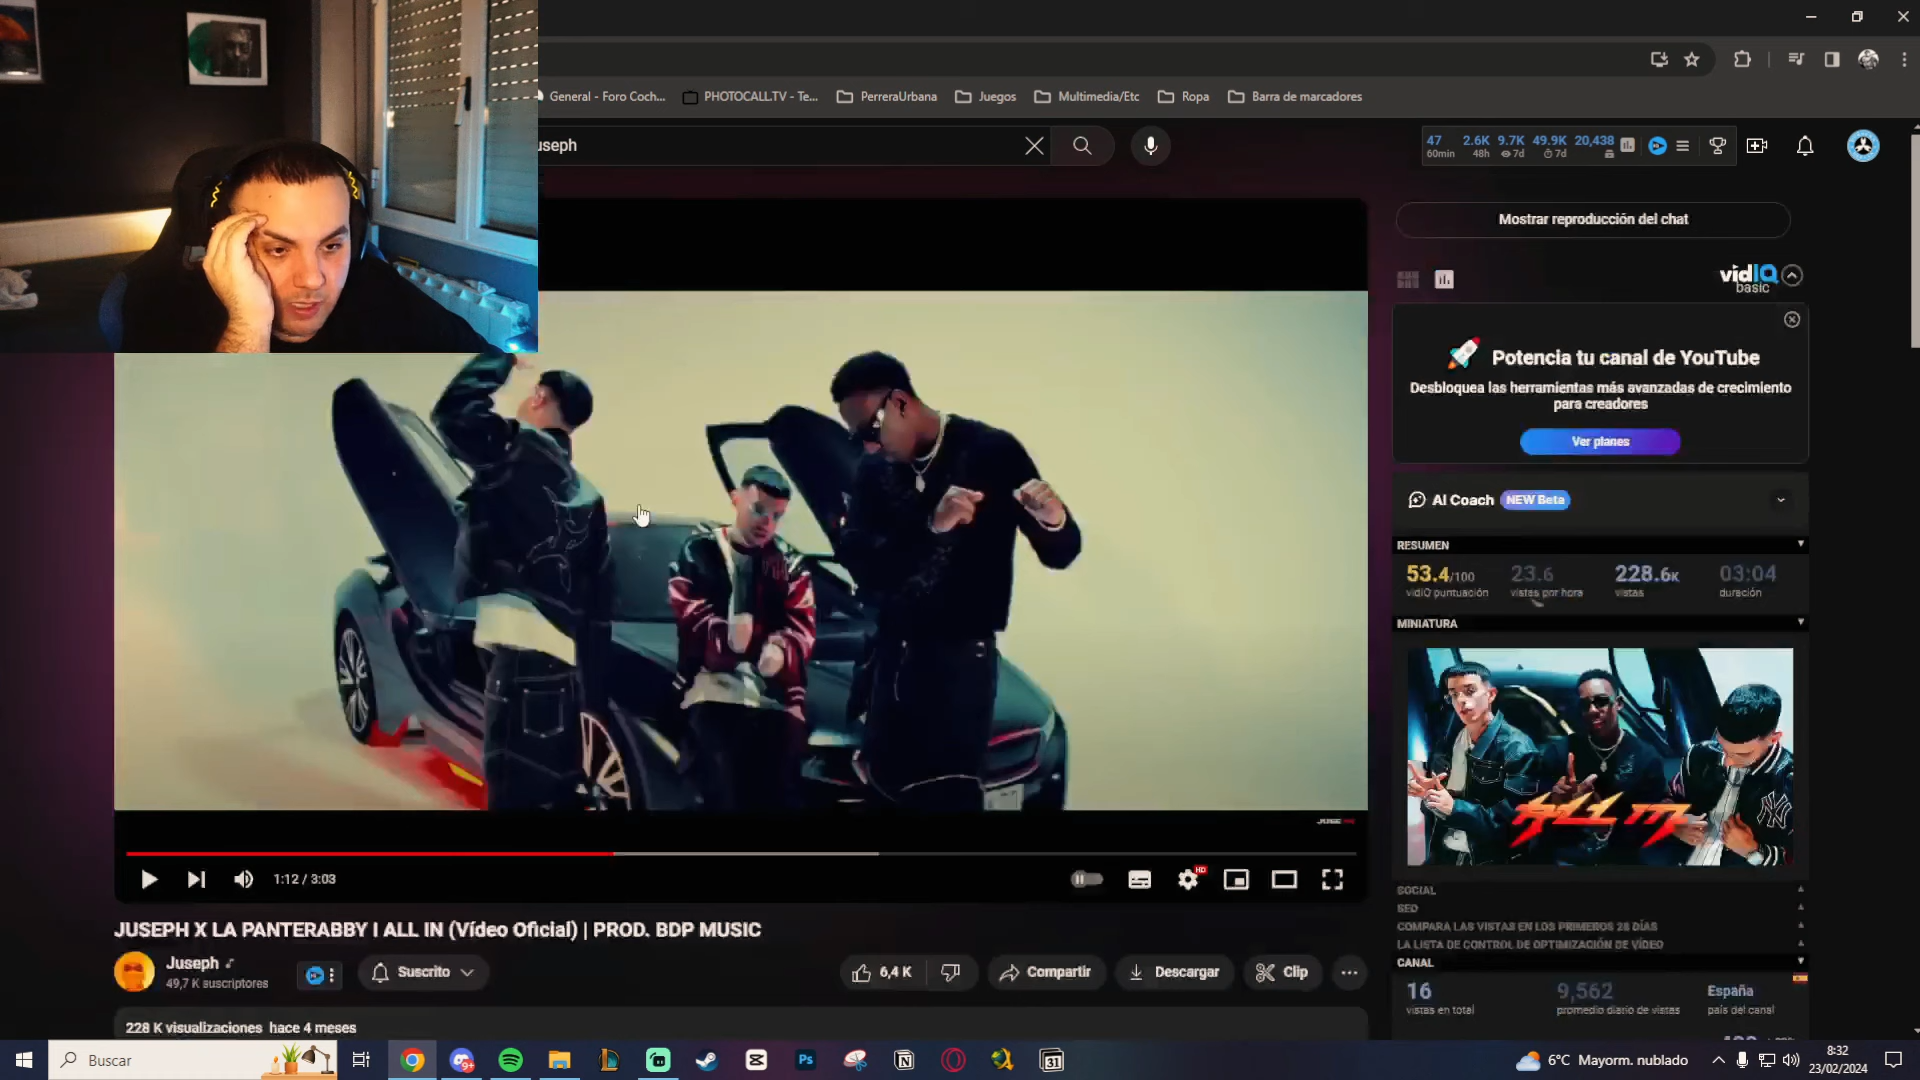 General - Foro Coch...
PHOTOCALL.TV - Te...
PerreraUrbana
Juegos
Multimedia/Etc
Ropa
Barra de marcadores
useph
47 2.6K 9.7K 49.9K 20,438
60min 48h 7d 7d
Mostrar reproducción del chat
vidIQ
basic
Potencia tu canal de YouTube
Desbloquea las herramientas más avanzadas de crecimiento
para creadores
Ver planes
AI Coach NEW Beta
RESUMEN
53.4/100 23.6 228.6K 03:04
vidIQ puntuación vistas por hora vistas duración
MINIATURA
ALL IN
SOCIAL
SEO
COMPARA LAS VISTAS EN LOS PRIMEROS 28 DÍAS
LA LISTA DE CONTROL DE OPTIMIZACIÓN DE VÍDEO
CANAL
16 9,562 España
vistas en total promedio diario de vistas país del canal
1:12 / 3:03
HD
JUSEPH X LA PANTERABBY I ALL IN (Vídeo Oficial) | PROD. BDP MUSIC
Juseph
49,7 K suscriptores
Suscrito
6,4 K
Compartir
Descargar
Clip
228 K visualizaciones hace 4 meses
Buscar
Ps
31
6°C Mayorm. nublado
8:32
23/02/2024